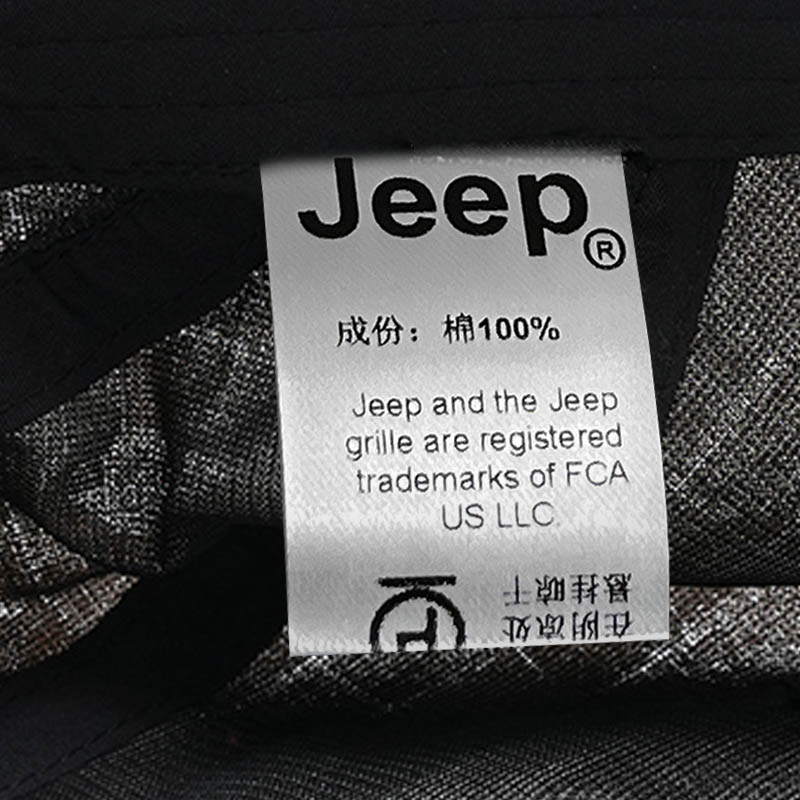 Jeep®
成份：棉100%
Jeep and the Jeep
grille are registered
trademarks of FCA
US LLC.
悬挂晾干
在阴凉处